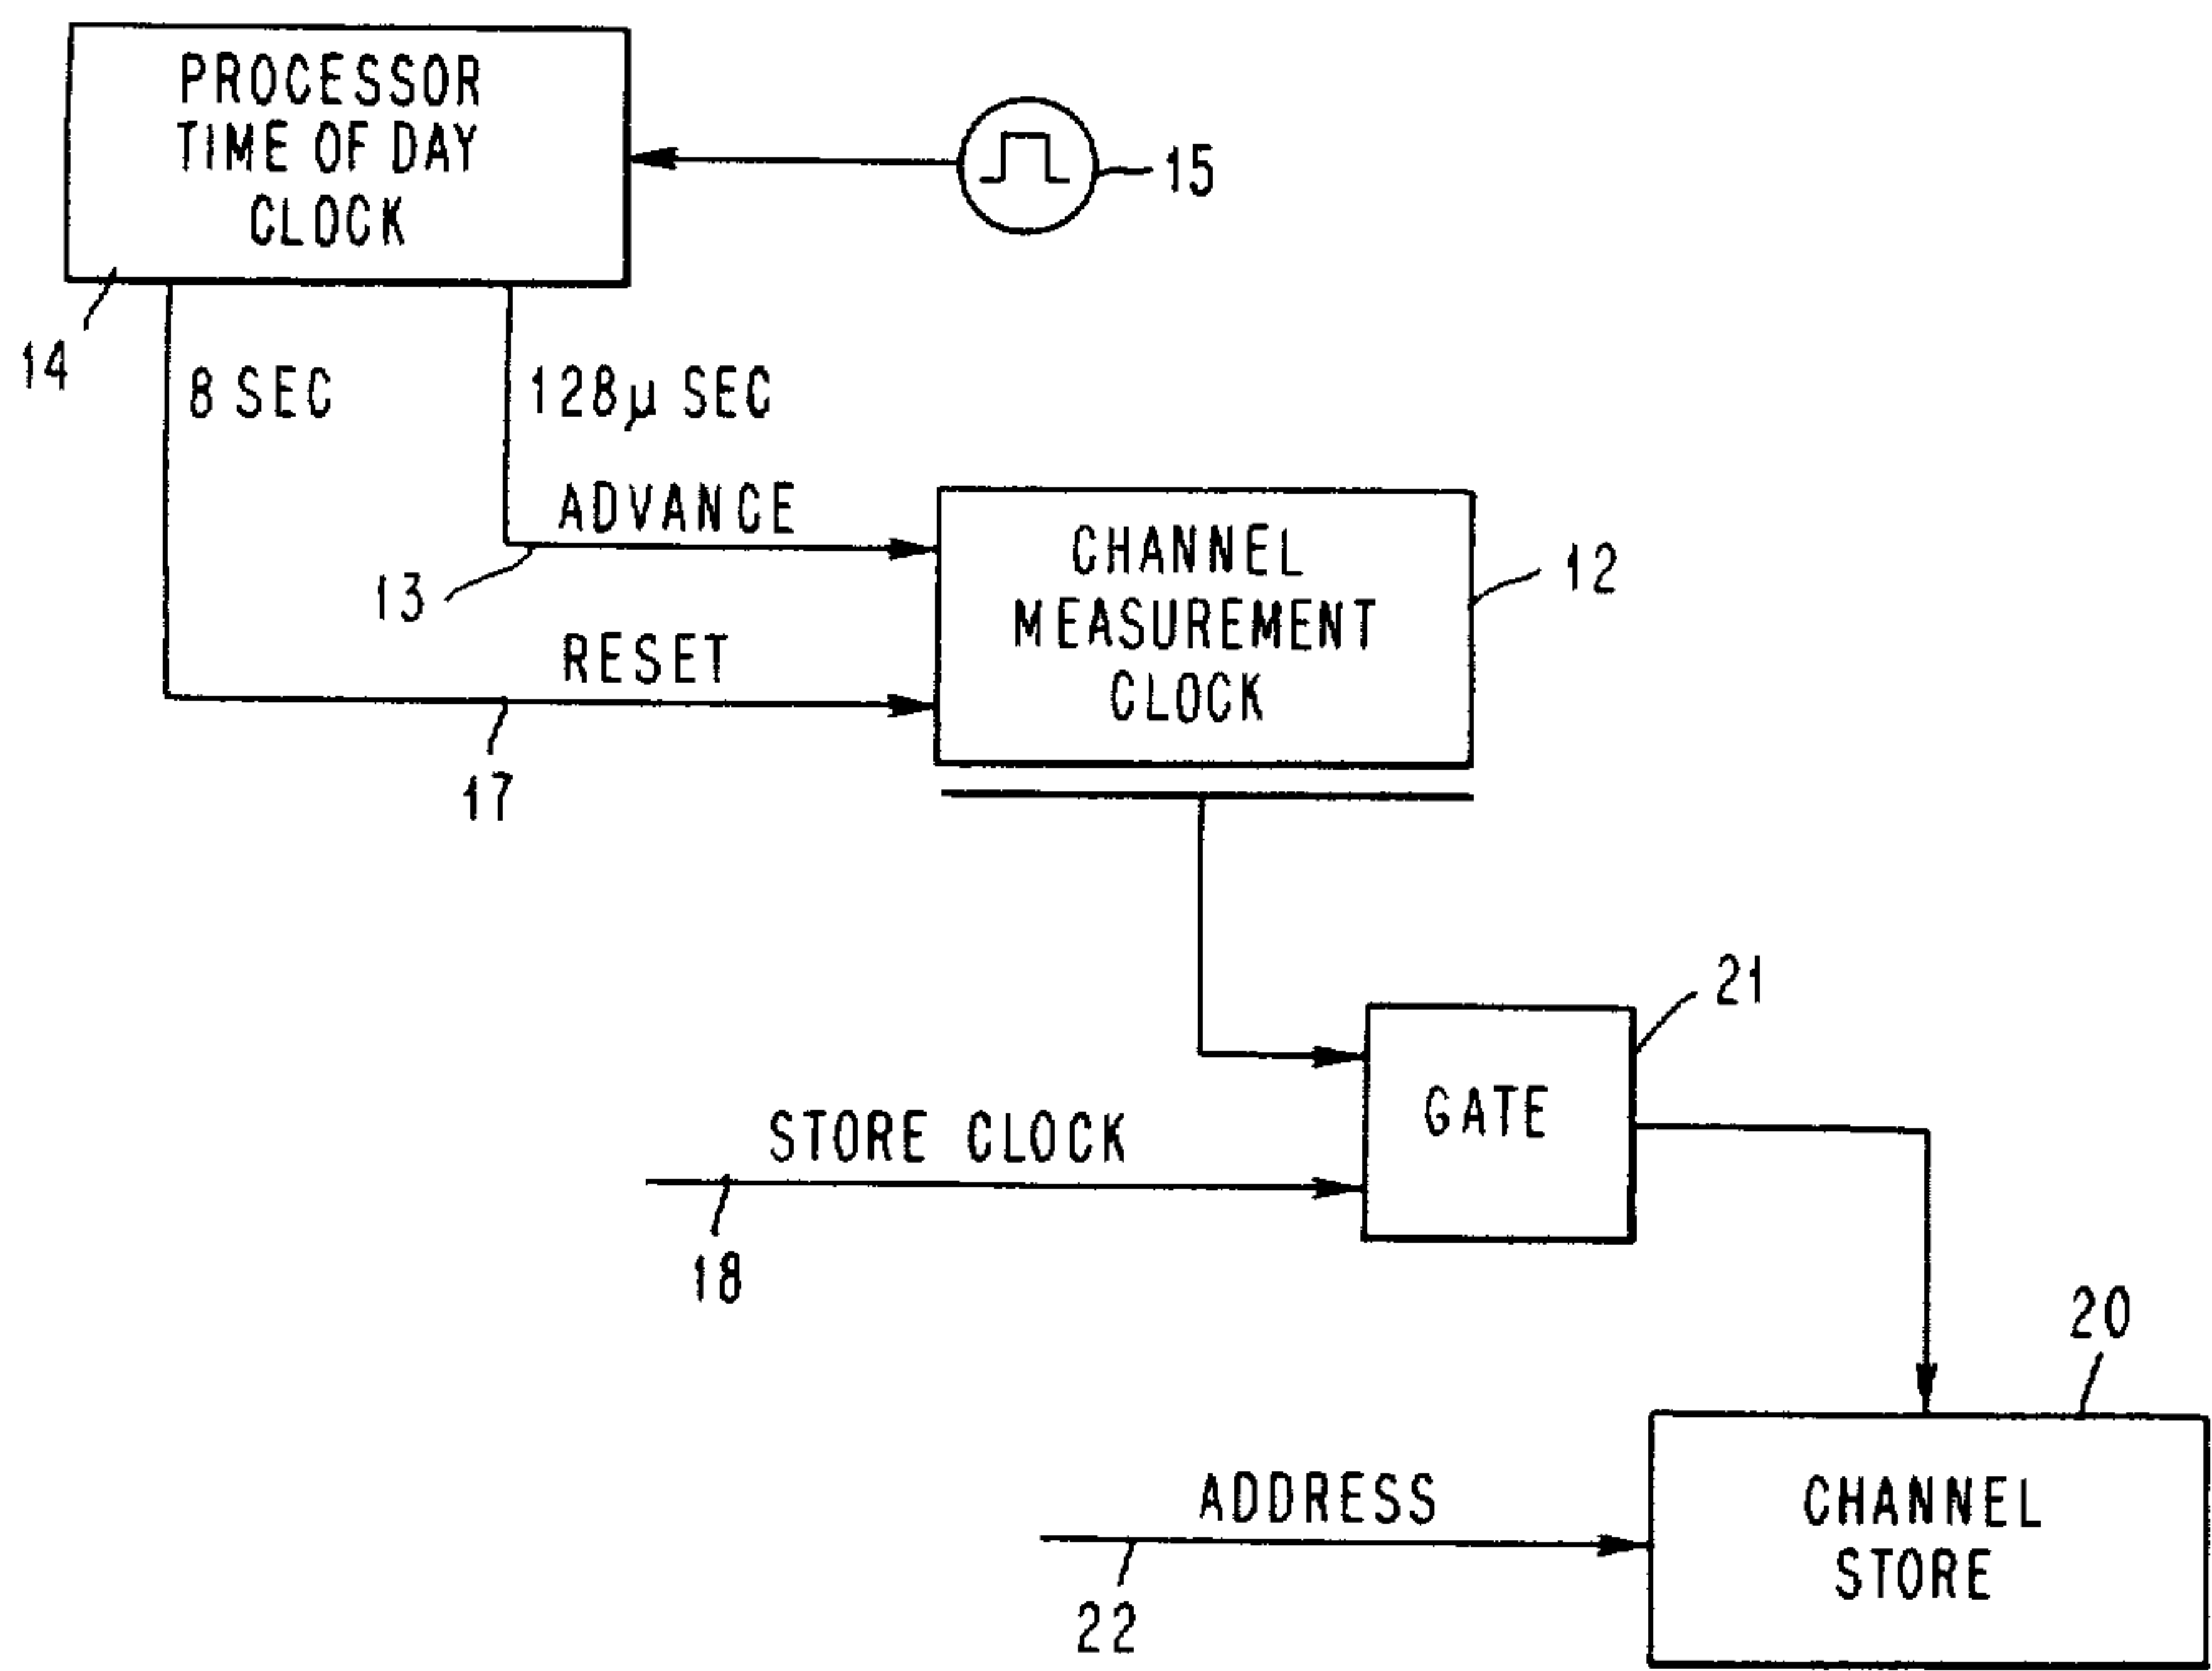 PROCESSOR
TIME OF DAY
CLOCK
15
14
8 SEC
128μ SEC
ADVANCE
13
CHANNEL
MEASUREMENT
CLOCK
12
RESET
17
21
GATE
STORE CLOCK
18
20
ADDRESS
22
CHANNEL
STORE